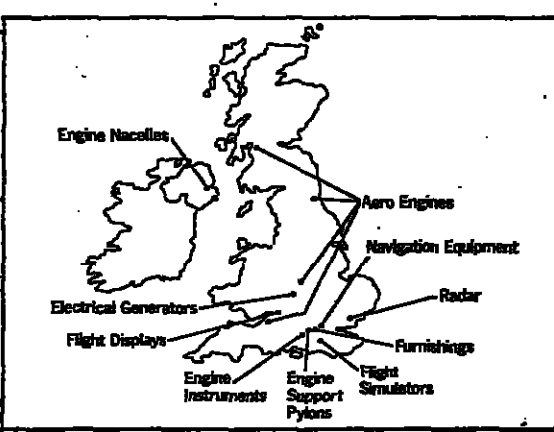 Engine Nacelles
Aero Engines
Navigation Equipment
Electrical Generators
Radar
Flight Displays
Furnishings
Engine
Instruments
Engine
Support
Pylons
Flight
Simulators